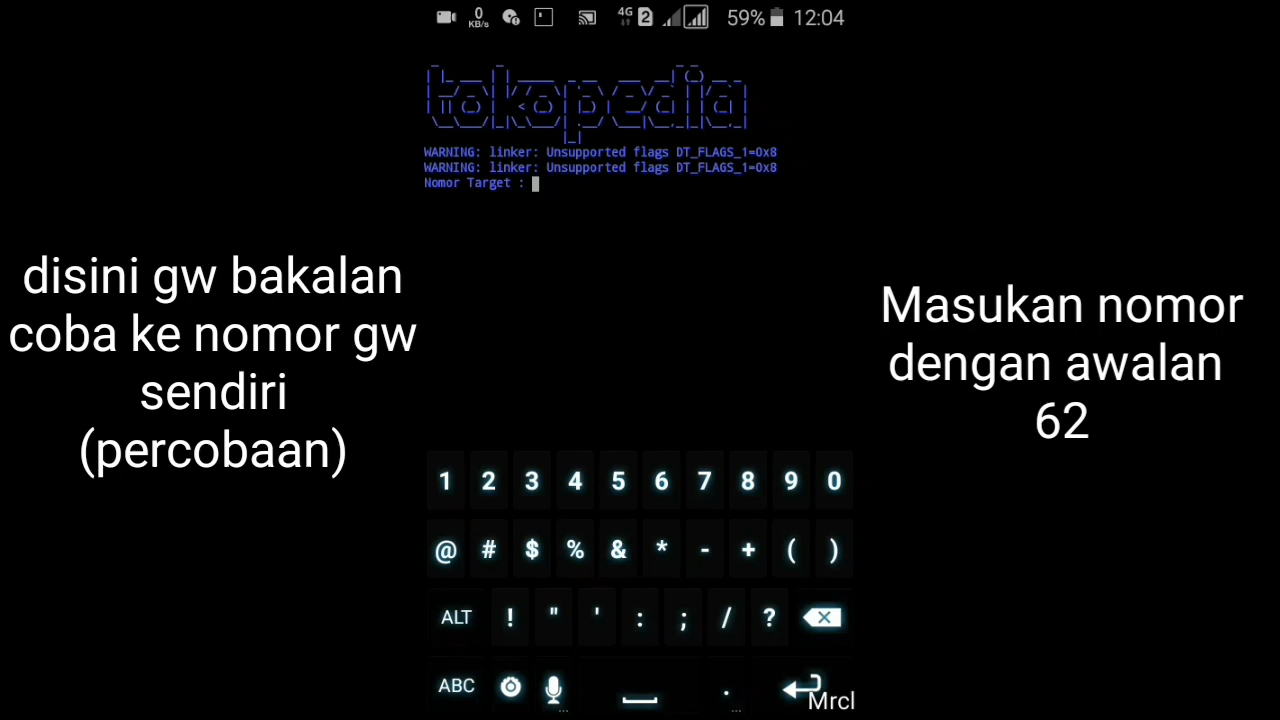 0
KB/s
4G
2
59%
12:04
tokopedia
WARNING: linker: Unsupported flags DT_FLAGS_1=0x8
WARNING: linker: Unsupported flags DT_FLAGS_1=0x8
Nomor Target :
disini gw bakalan
coba ke nomor gw
sendiri
(percobaan)
Masukan nomor
dengan awalan
62
1 2 3 4 5 6 7 8 9 0
@ # $ % & * - + ( )
ALT ! " ' : ; / ?
ABC .
Mrcl